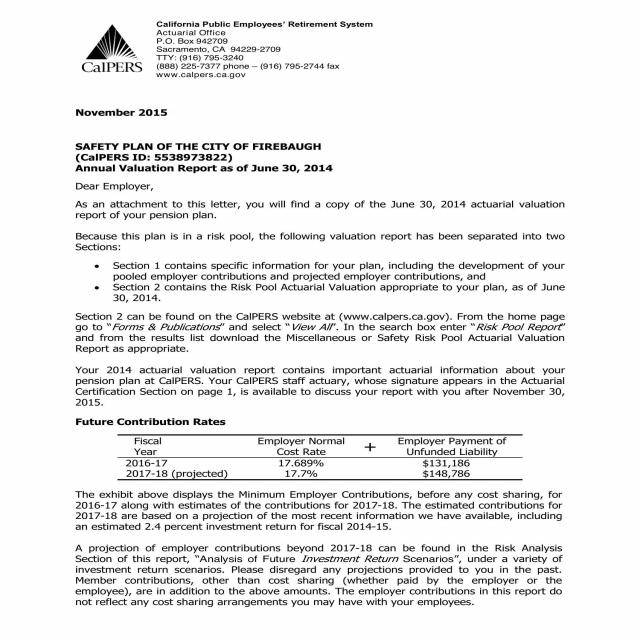 CalPERS
California Public Employees' Retirement System
Actuarial Office
P.O. Box 942709
Sacramento, CA 94229-2709
TTY: (916) 795-3240
(888) 225-7377 phone – (916) 795-2744 fax
www.calpers.ca.gov
November 2015
SAFETY PLAN OF THE CITY OF FIREBAUGH
(CalPERS ID: 5538973822)
Annual Valuation Report as of June 30, 2014
Dear Employer,
As an attachment to this letter, you will find a copy of the June 30, 2014 actuarial valuation
report of your pension plan.
Because this plan is in a risk pool, the following valuation report has been separated into two
Sections:
• Section 1 contains specific information for your plan, including the development of your
pooled employer contributions and projected employer contributions, and
• Section 2 contains the Risk Pool Actuarial Valuation appropriate to your plan, as of June
30, 2014.
Section 2 can be found on the CalPERS website at (www.calpers.ca.gov). From the home page
go to "Forms & Publications" and select "View All". In the search box enter "Risk Pool Report"
and from the results list download the Miscellaneous or Safety Risk Pool Actuarial Valuation
Report as appropriate.
Your 2014 actuarial valuation report contains important actuarial information about your
pension plan at CalPERS. Your CalPERS staff actuary, whose signature appears in the Actuarial
Certification Section on page 1, is available to discuss your report with you after November 30,
2015.
Future Contribution Rates
Fiscal Employer Normal + Employer Payment of
Year Cost Rate Unfunded Liability
2016-17 17.689% $131,186
2017-18 (projected) 17.7% $148,786
The exhibit above displays the Minimum Employer Contributions, before any cost sharing, for
2016-17 along with estimates of the contributions for 2017-18. The estimated contributions for
2017-18 are based on a projection of the most recent information we have available, including
an estimated 2.4 percent investment return for fiscal 2014-15.
A projection of employer contributions beyond 2017-18 can be found in the Risk Analysis
Section of this report, "Analysis of Future Investment Return Scenarios", under a variety of
investment return scenarios. Please disregard any projections provided to you in the past.
Member contributions, other than cost sharing (whether paid by the employer or the
employee), are in addition to the above amounts. The employer contributions in this report do
not reflect any cost sharing arrangements you may have with your employees.